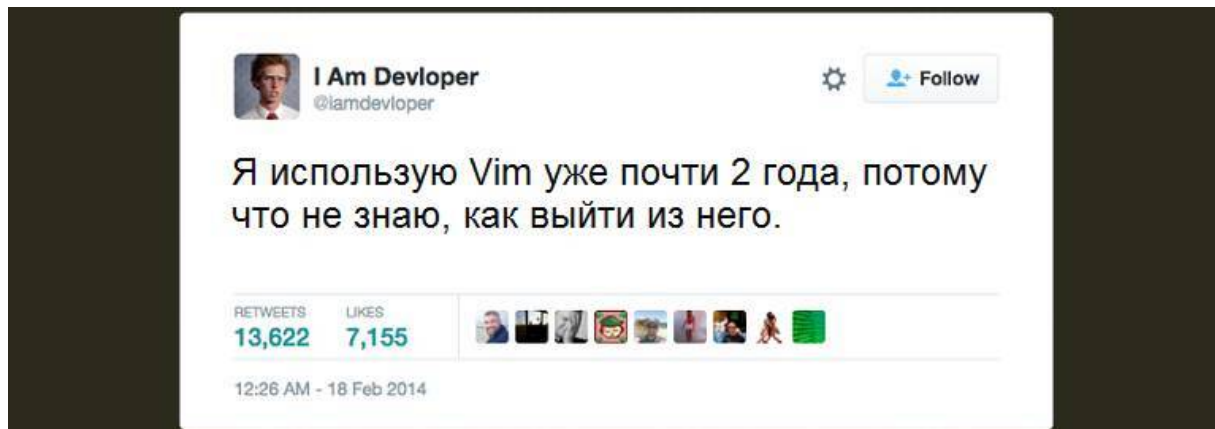 I Am Devloper
@iamdevloper
Follow
Я использую Vim уже почти 2 года, потому
что не знаю, как выйти из него.
RETWEETS LIKES
13,622 7,155
12:26 AM - 18 Feb 2014